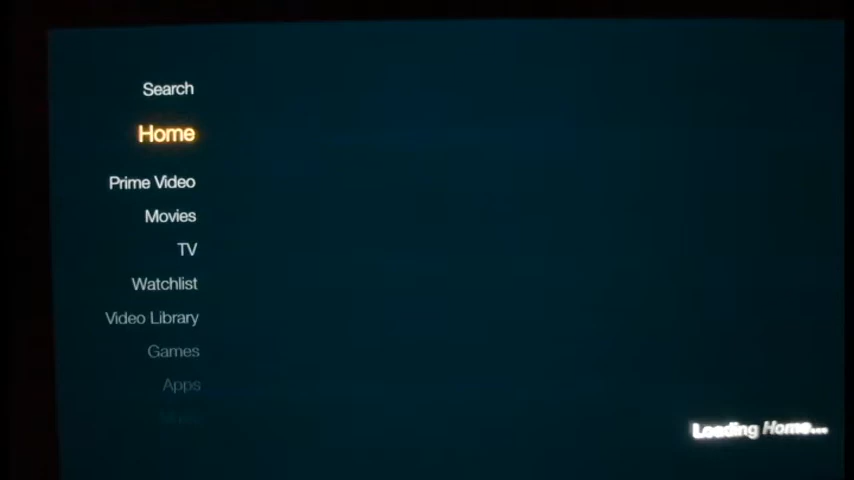 Search
Home
Prime Video
Movies
TV
Watchlist
Video Library
Games
Apps
Loading Home...